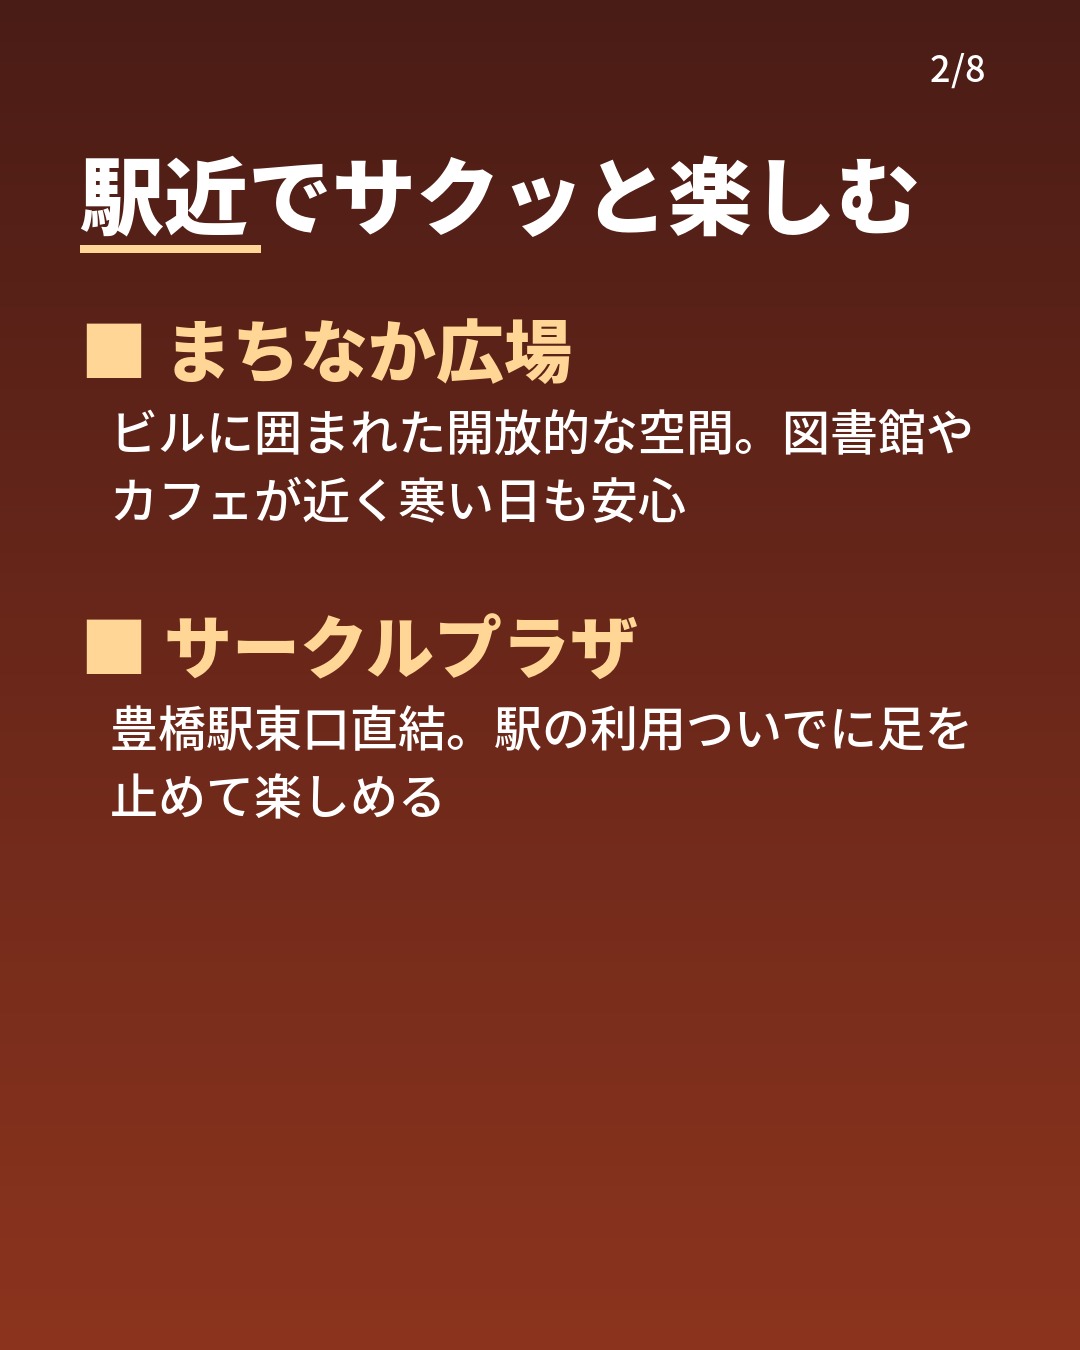 2/8
駅近でサクッと楽しむ
■ まちなか広場
ビルに囲まれた開放的な空間。図書館や
カフェが近く寒い日も安心
■ サークルプラザ
豊橋駅東口直結。駅の利用ついでに足を
止めて楽しめる